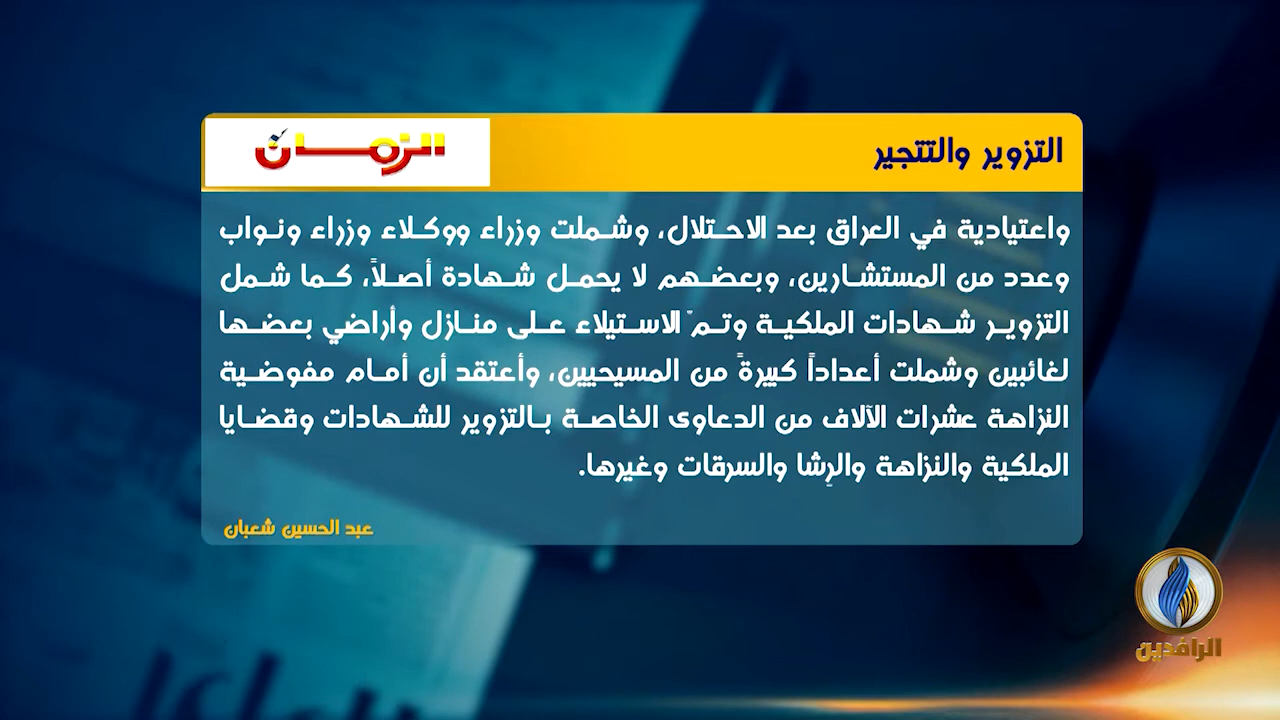 التزوير والتتجير
الزمان
واعتيادية في العراق بعد الاحتلال، وشملت وزراء ووكلاء وزراء ونواب
وعدد من المستشارين، وبعضهم لا يحمل شهادة أصلاً، كما شمل
التزوير شهادات الملكية وتمّ الاستيلاء على منازل وأراضي بعضها
لغائبين وشملت أعداداً كبيرةً من المسيحيين، وأعتقد أن أمام مفوضية
النزاهة عشرات الآلاف من الدعاوى الخاصة بالتزوير للشهادات وقضايا
الملكية والنزاهة والرِشا والسرقات وغيرها.
عبد الحسين شعبان
الرافدين